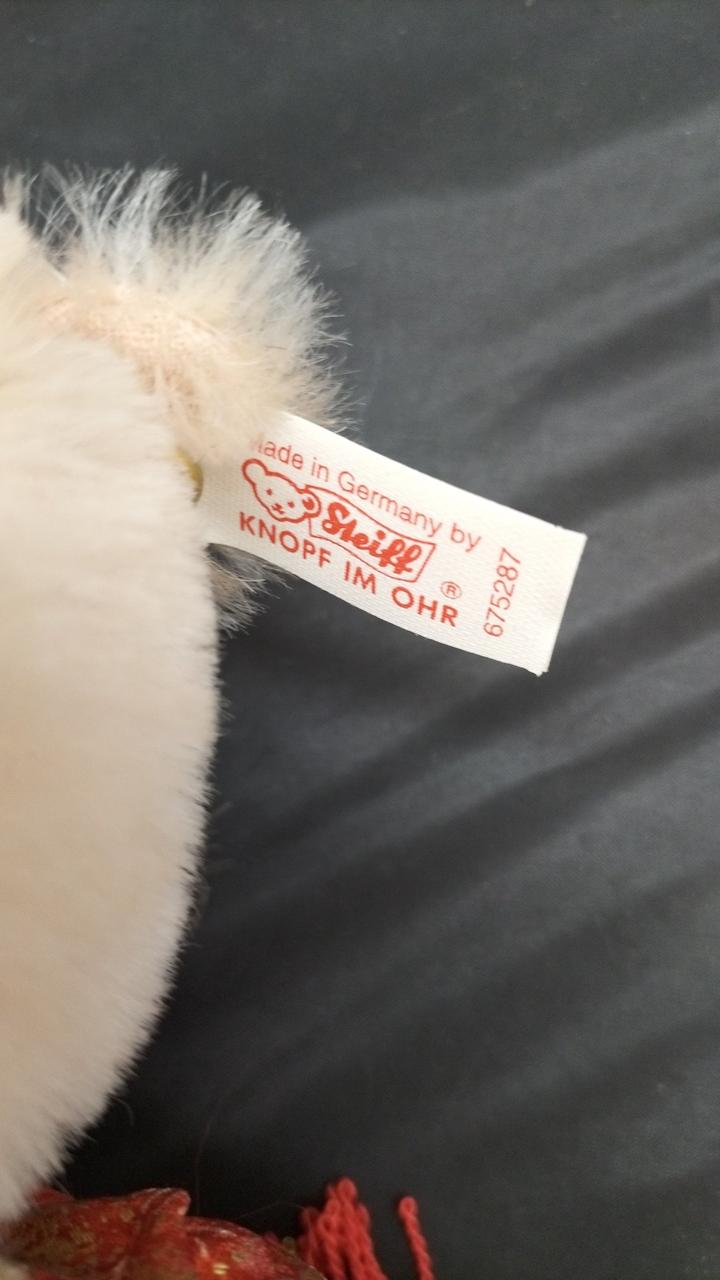 Made in Germany by
Steiff
KNOPF IM OHR ®
675287